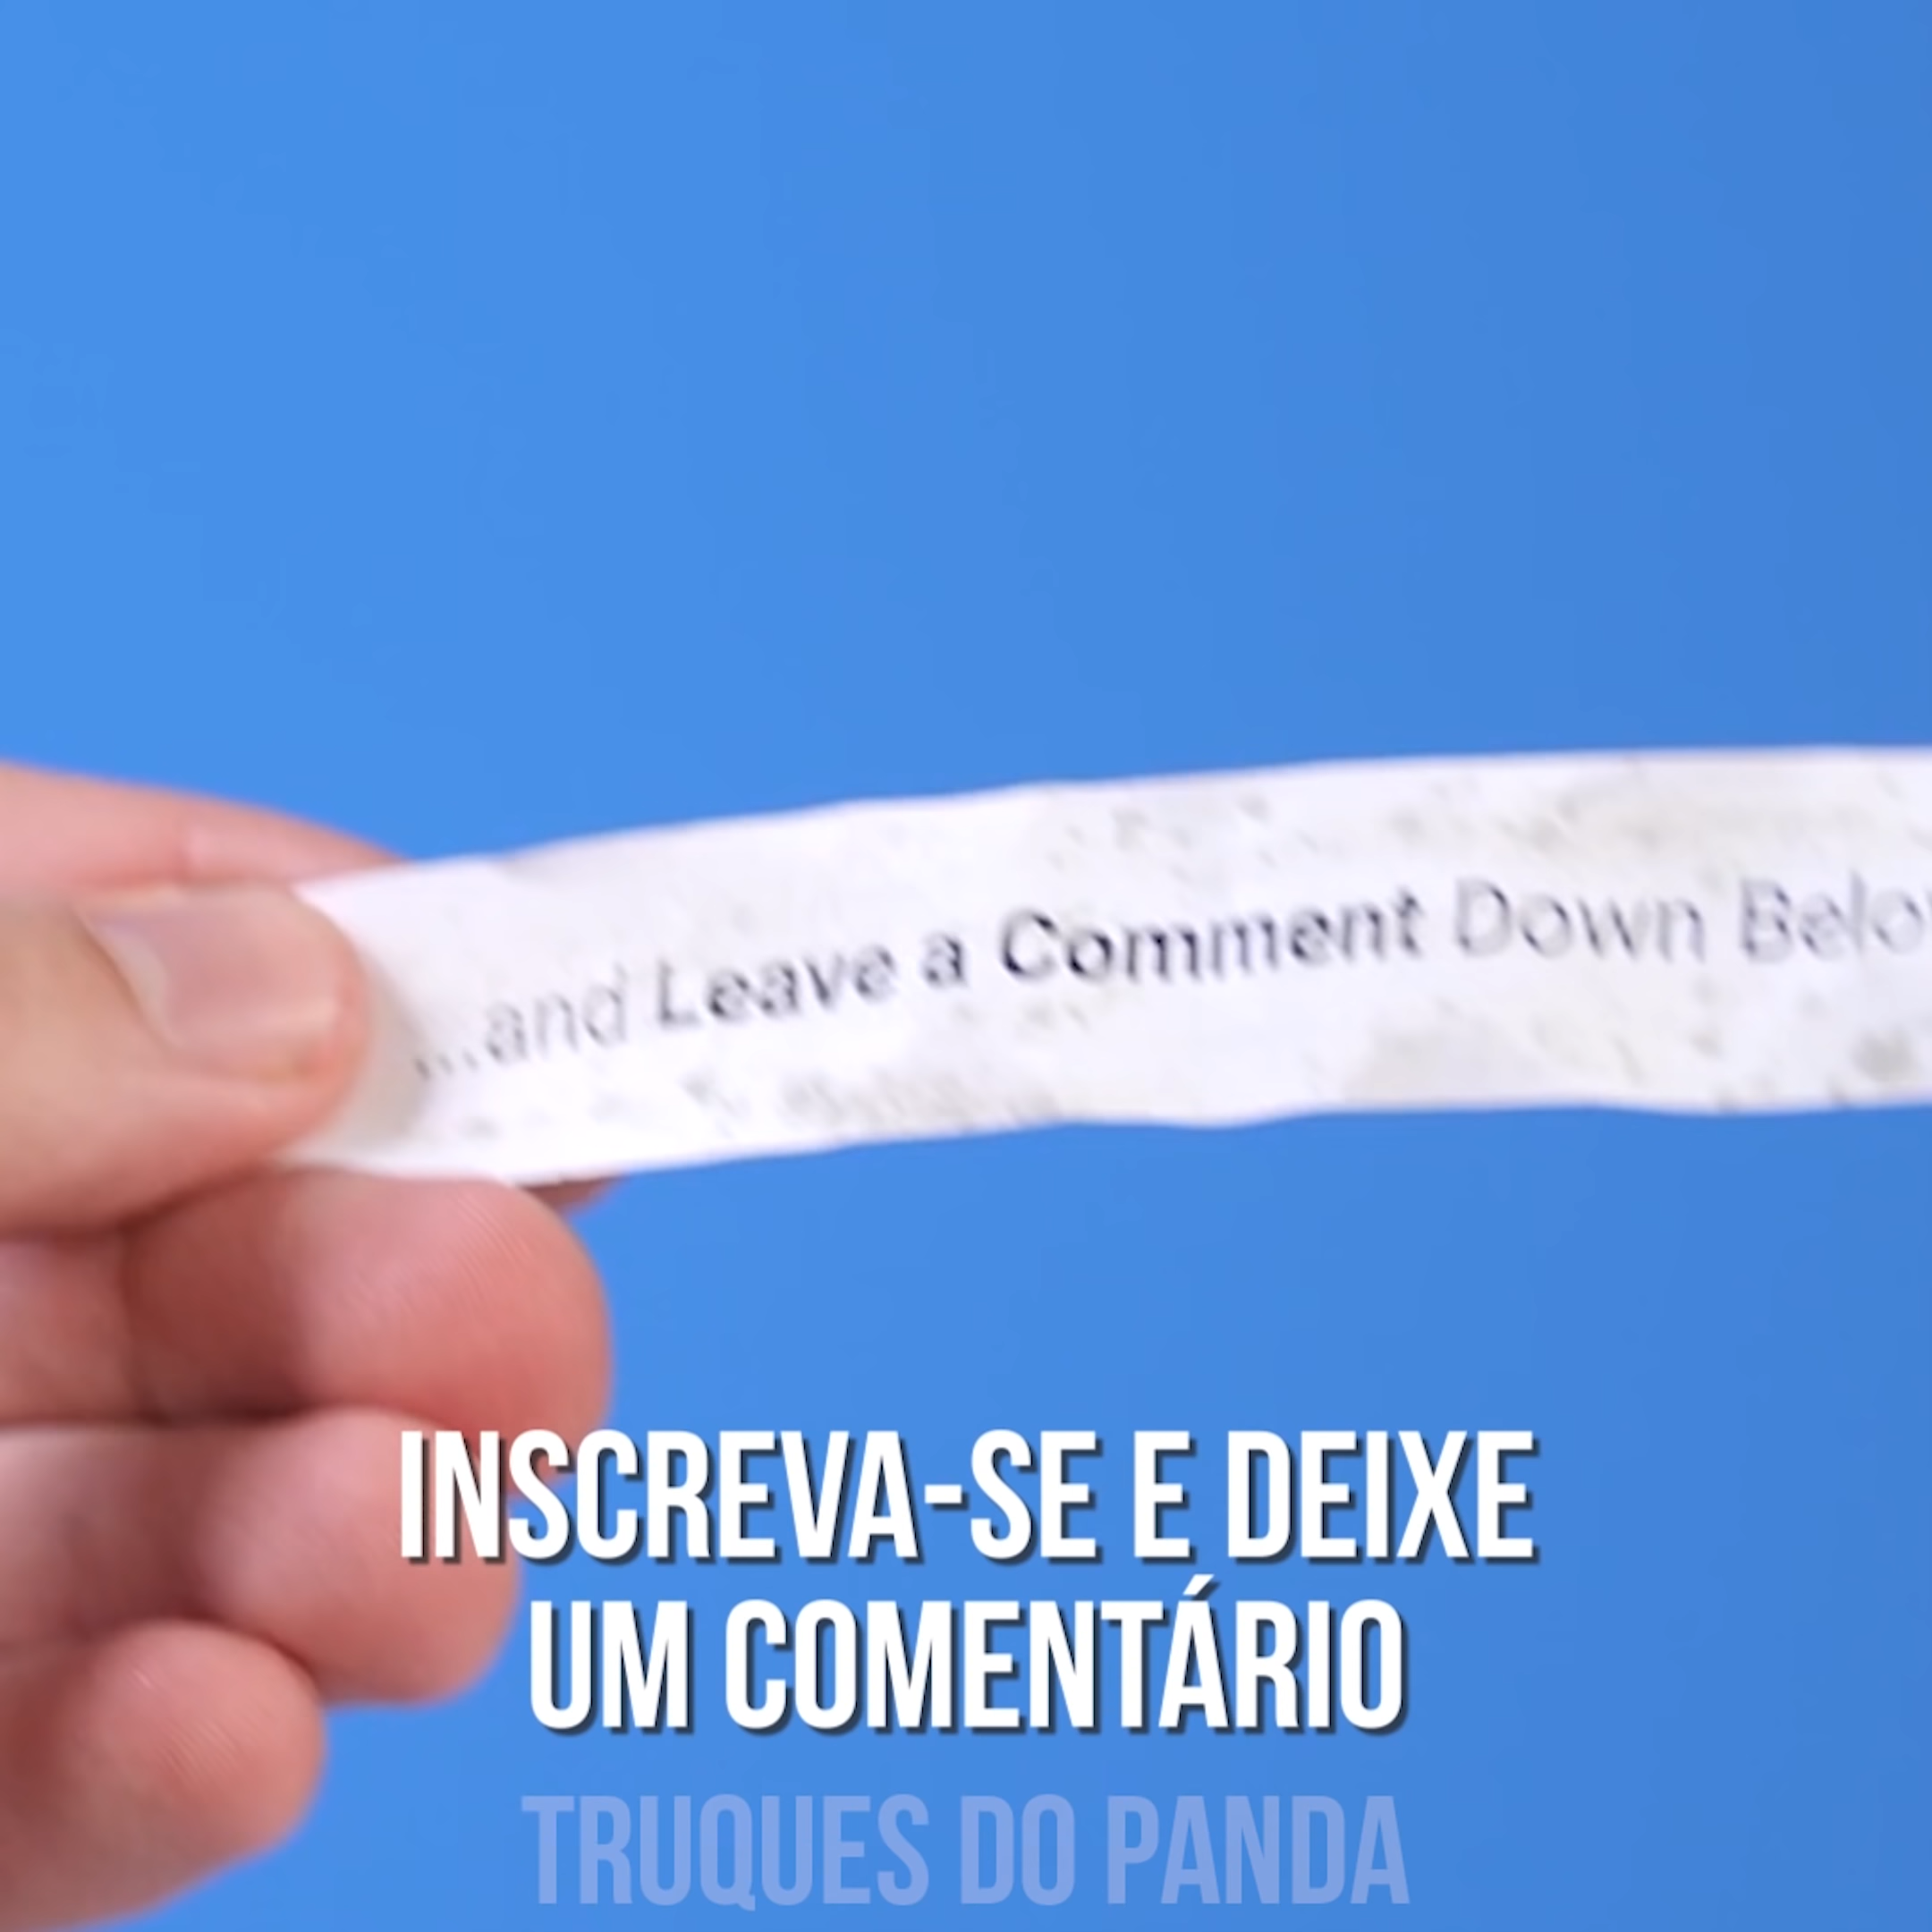 ...and Leave a Comment Down Belo
INSCREVA-SE E DEIXE
UM COMENTÁRIO
TRUQUES DO PANDA